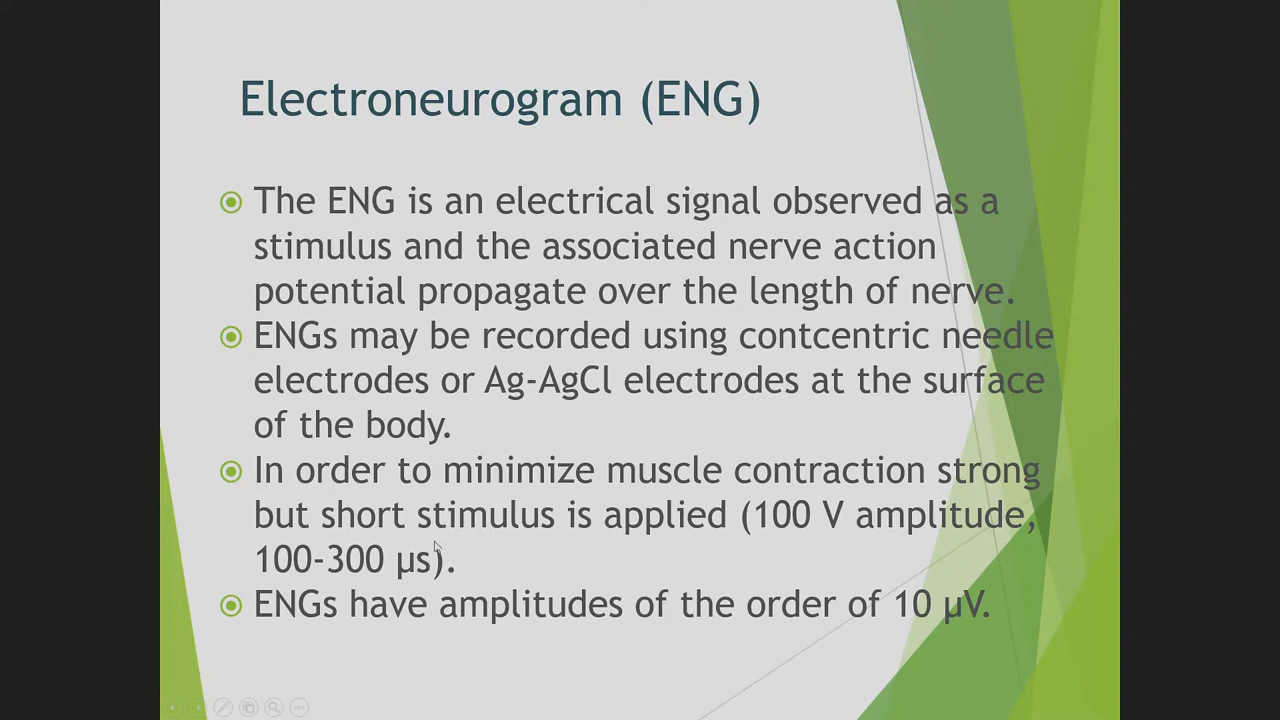 Electroneurogram (ENG)
The ENG is an electrical signal observed as a
stimulus and the associated nerve action
potential propagate over the length of nerve.
ENGs may be recorded using contcentric needle
electrodes or Ag-AgCl electrodes at the surface
of the body.
In order to minimize muscle contraction strong
but short stimulus is applied (100 V amplitude,
100-300 µs).
ENGs have amplitudes of the order of 10 µV.